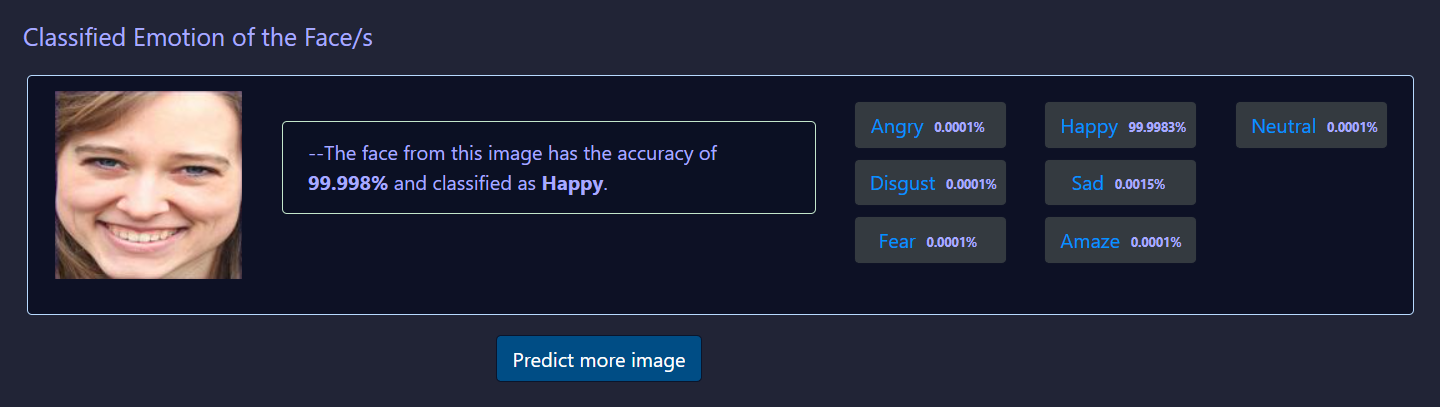 Classified Emotion of the Face/s
--The face from this image has the accuracy of
99.998% and classified as Happy.
Angry 0.0001%
Happy 99.9983%
Neutral 0.0001%
Disgust 0.0001%
Sad 0.0015%
Fear 0.0001%
Amaze 0.0001%
Predict more image